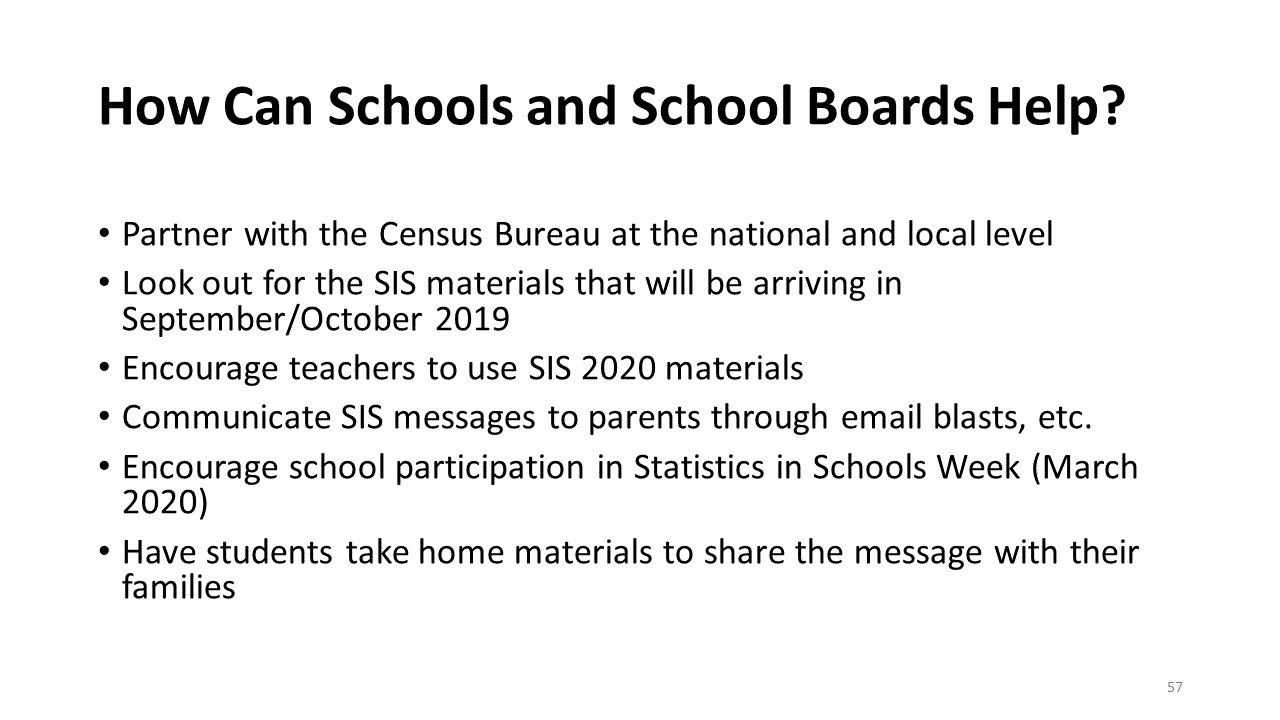 How Can Schools and School Boards Help?
• Partner with the Census Bureau at the national and local level
• Look out for the SIS materials that will be arriving in
September/October 2019
• Encourage teachers to use SIS 2020 materials
• Communicate SIS messages to parents through email blasts, etc.
• Encourage school participation in Statistics in Schools Week (March
2020)
• Have students take home materials to share the message with their
families
57